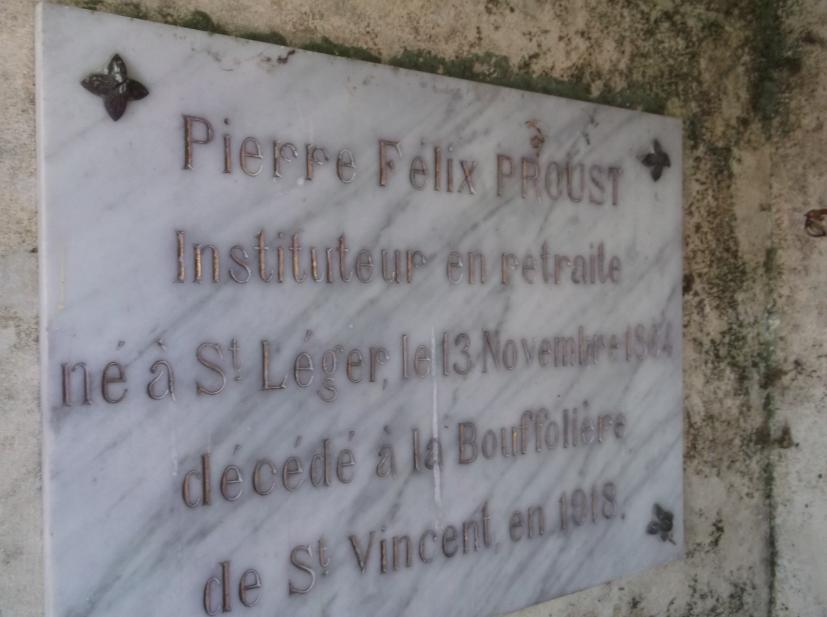 Pierre Félix PROUST
Instituteur en retraite
né à St Léger, le 13 Novembre
décédé à la Bouffolière
de St Vincent, en 1918.